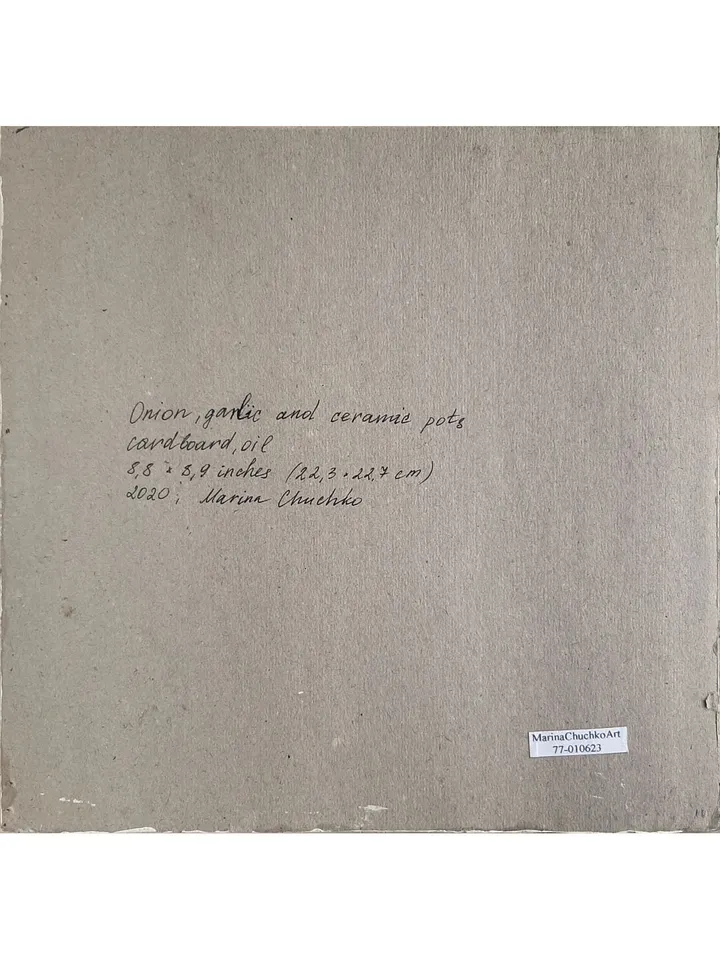 Onion, garlic and ceramic pots
cardboard, oil
8,8 × 8,9 inches (22,3 × 22,7 cm)
2020; Marina Chuchko
MarinaChuchkoArt
77-010623